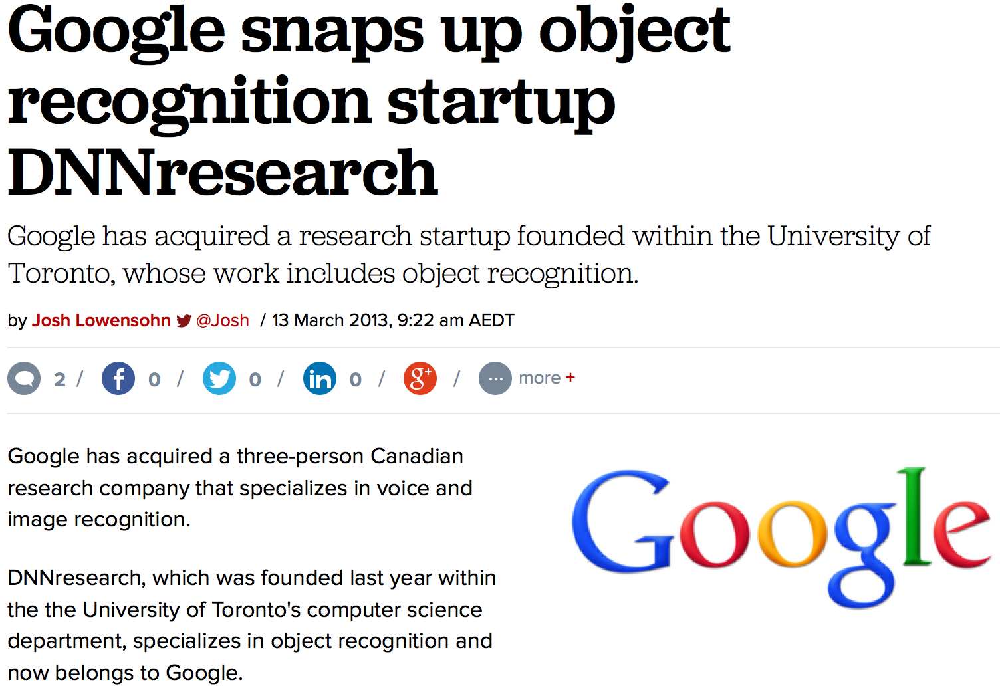 Google snaps up object
recognition startup
DNNresearch
Google has acquired a research startup founded within the University of
Toronto, whose work includes object recognition.
by Josh Lowensohn @Josh / 13 March 2013, 9:22 am AEDT
2 / f 0 / 0 / in 0 / g+ / ... more +
Google has acquired a three-person Canadian
research company that specializes in voice and
image recognition.
Google
DNNresearch, which was founded last year within
the the University of Toronto's computer science
department, specializes in object recognition and
now belongs to Google.